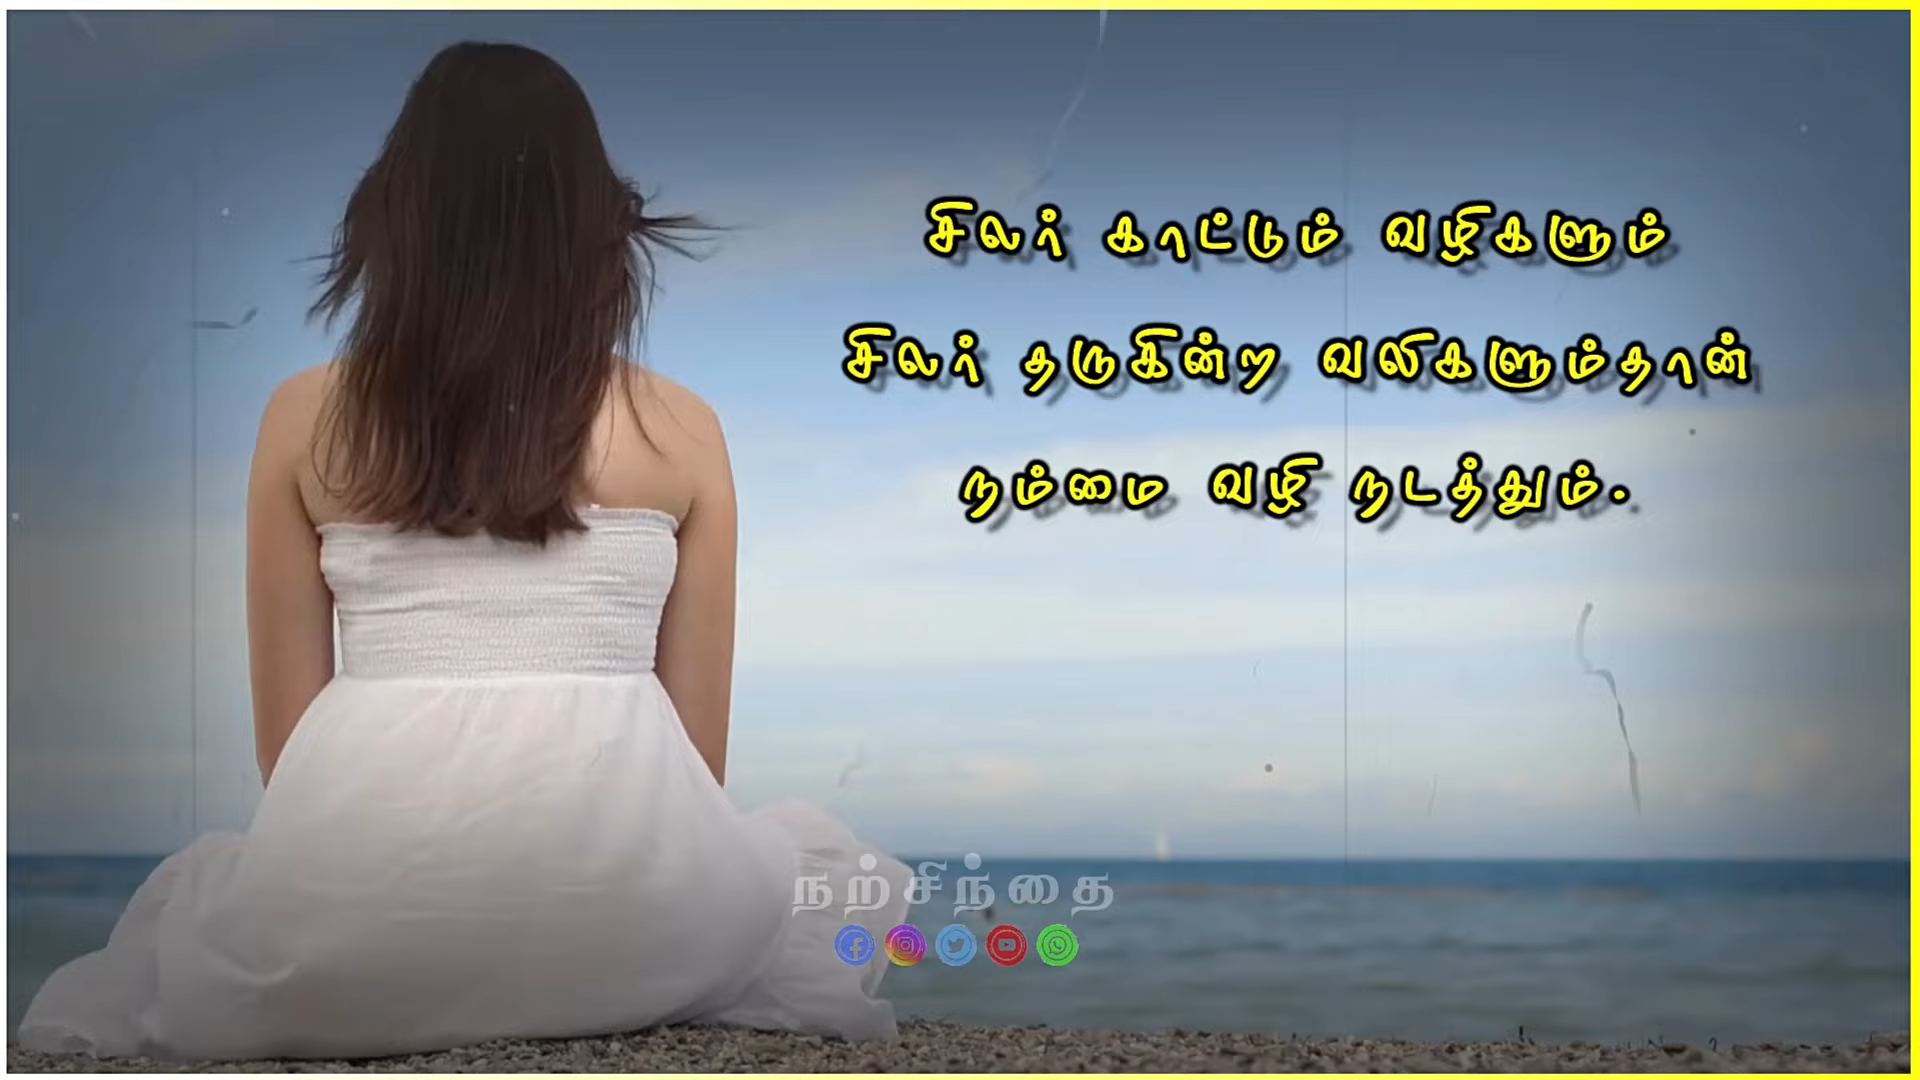 சிலர் காட்டும் வழிகளும்
சிலர் தருகின்ற வலிகளும்தான்
நம்மை வழி நடத்தும்.
நற்சிந்தை